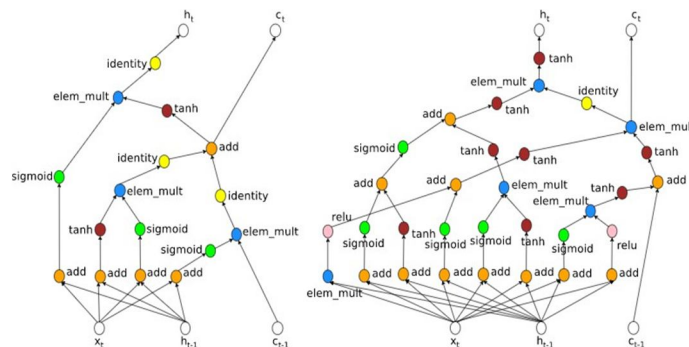 h_t c_t h_t c_t
identity tanh
elem_mult elem_mult
tanh identity
tanh
add
add elem_mult
sigmoid
identity tanh tanh tanh
sigmoid add add add
elem_mult elem_mult tanh
identity elem_mult
relu
tanh sigmoid elem_mult sigmoid tanh sigmoid sigmoid tanh sigmoid relu
sigmoid
add add add add add add add add add add add
elem_mult
x_t h_t-1 c_t-1 x_t h_t-1 c_t-1